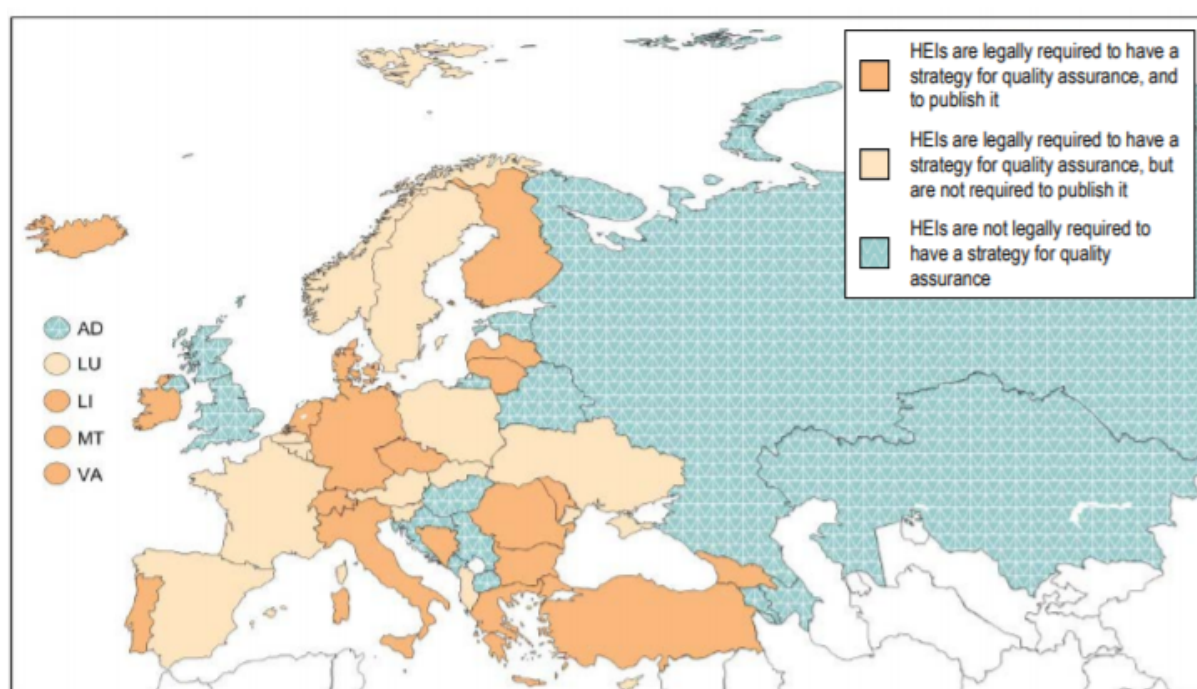 HEIs are legally required to have a
strategy for quality assurance, and
to publish it
HEIs are legally required to have a
strategy for quality assurance, but
are not required to publish it
HEIs are not legally required to
have a strategy for quality
assurance
AD
LU
LI
MT
VA